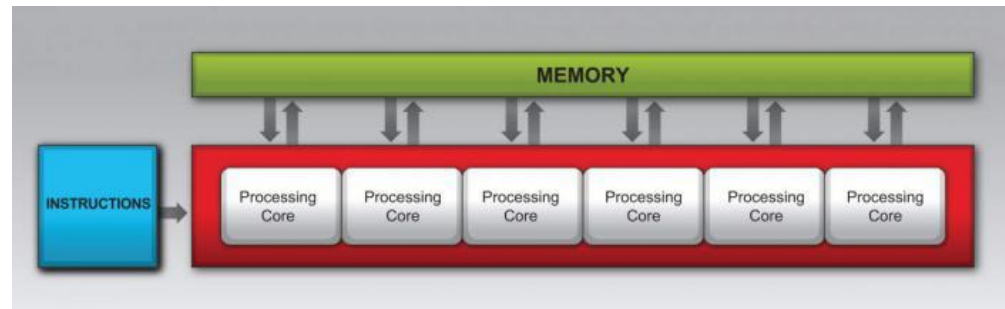 MEMORY
INSTRUCTIONS
Processing
Core
Processing
Core
Processing
Core
Processing
Core
Processing
Core
Processing
Core